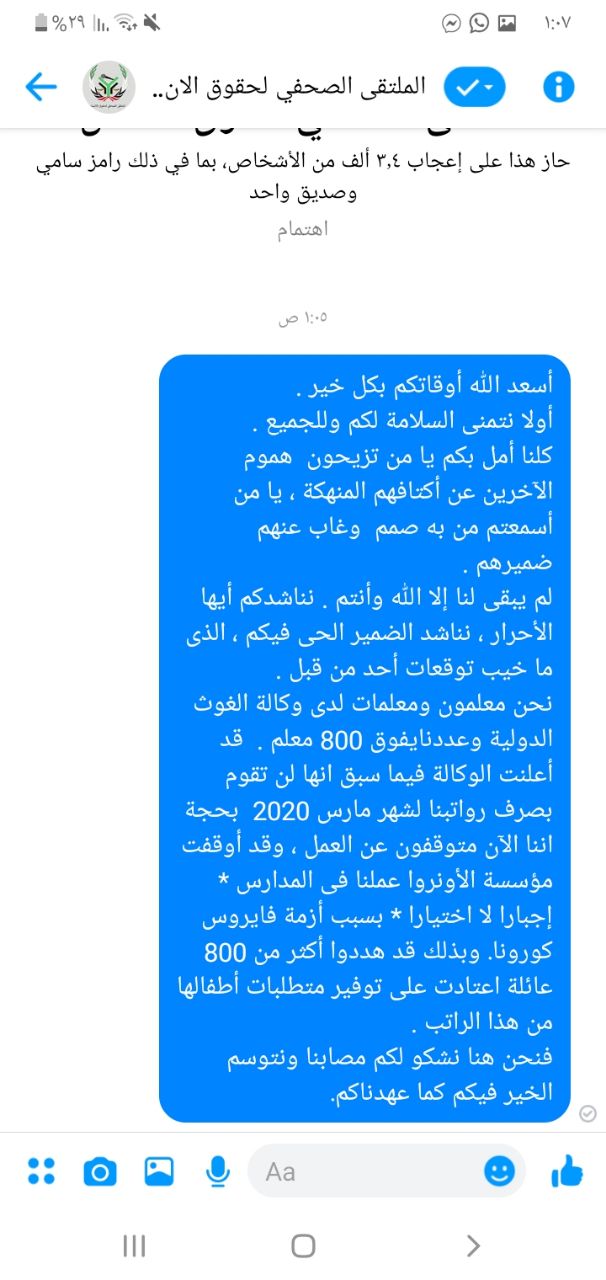 %٢٩ ١:٠٧
الملتقى الصحفي لحقوق الان..
حاز هذا على إعجاب ٣,٤ ألف من الأشخاص، بما في ذلك رامز سامي
وصديق واحد
اهتمام
١:٠٥ ص
أسعد الله أوقاتكم بكل خير .
أولا نتمنى السلامة لكم وللجميع .
كلنا أمل بكم يا من تزيحون هموم
الآخرين عن أكتافهم المنهكة ، يا من
أسمعتم من به صمم وغاب عنهم
ضميرهم .
لم يبقى لنا إلا الله وأنتم . نناشدكم أيها
الأحرار ، نناشد الضمير الحى فيكم ، الذى
ما خيب توقعات أحد من قبل .
نحن معلمون ومعلمات لدى وكالة الغوث
الدولية وعددنايفوق 800 معلم . قد
أعلنت الوكالة فيما سبق انها لن تقوم
بصرف رواتبنا لشهر مارس 2020 بحجة
اننا الآن متوقفون عن العمل ، وقد أوقفت
مؤسسة الأونروا عملنا فى المدارس *
إجبارا لا اختيارا * بسبب أزمة فايروس
كورونا. وبذلك قد هددوا أكثر من 800
عائلة اعتادت على توفير متطلبات أطفالها
من هذا الراتب .
فنحن هنا نشكو لكم مصابنا ونتوسم
الخير فيكم كما عهدناكم.
Aa